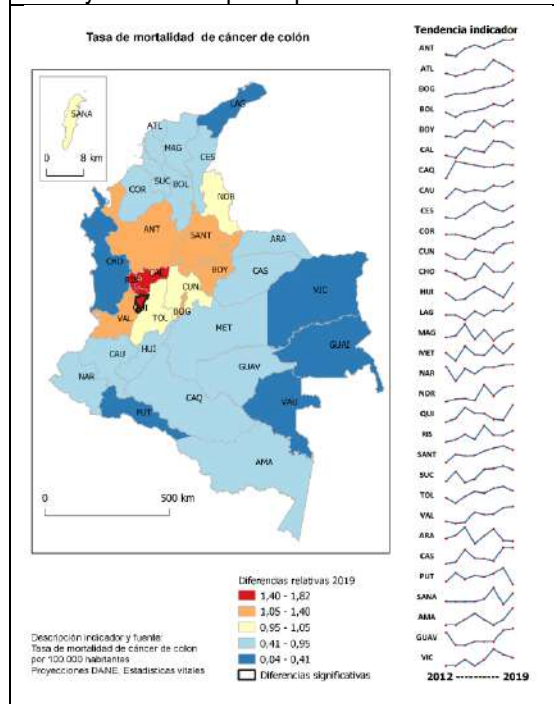 Tasa de mortalidad de cáncer de colón
Tendencia indicador
SANA
0 8 km
LAG
ATL
MAG
CES
SUC
BOL
COR
NOR
ANT
SANT
ARA
CHO
BOY
CAS
CAL
CUN
VIC
QUI
TOL
BOG
VAL
MET
GUAI
HUI
CAU
GUAV
NAR
CAQ
VAU
PUT
AMA
0 500 km
ANT
ATL
BOG
BOL
BOY
CAL
CAQ
CAU
CES
COR
CUN
CHO
HUI
LAG
MAG
MET
NAR
NOR
QUI
RIS
SANT
SUC
TOL
VAL
ARA
CAS
PUT
SANA
AMA
GUAV
VIC
2012 ---------- 2019
Diferencias relativas 2019
1,40 - 1,82
1,05 - 1,40
0,95 - 1,05
0,41 - 0,95
0,04 - 0,41
Diferencias significativas
Descripción indicador y fuente:
Tasa de mortalidad de cáncer de colon
por 100.000 habitantes
Proyecciones DANE, Estadísticas vitales